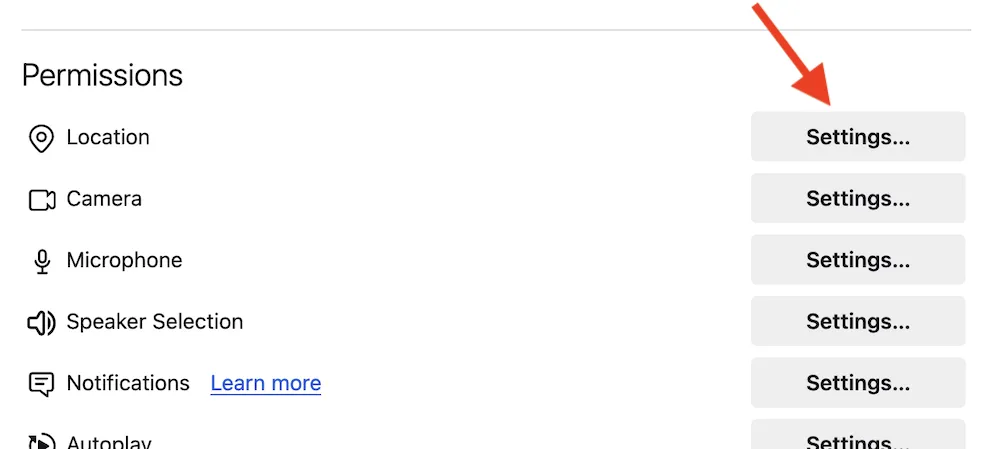 Permissions
Location Settings...
Camera Settings...
Microphone Settings...
Speaker Selection Settings...
Notifications Learn more Settings...
Autoplay Settings...